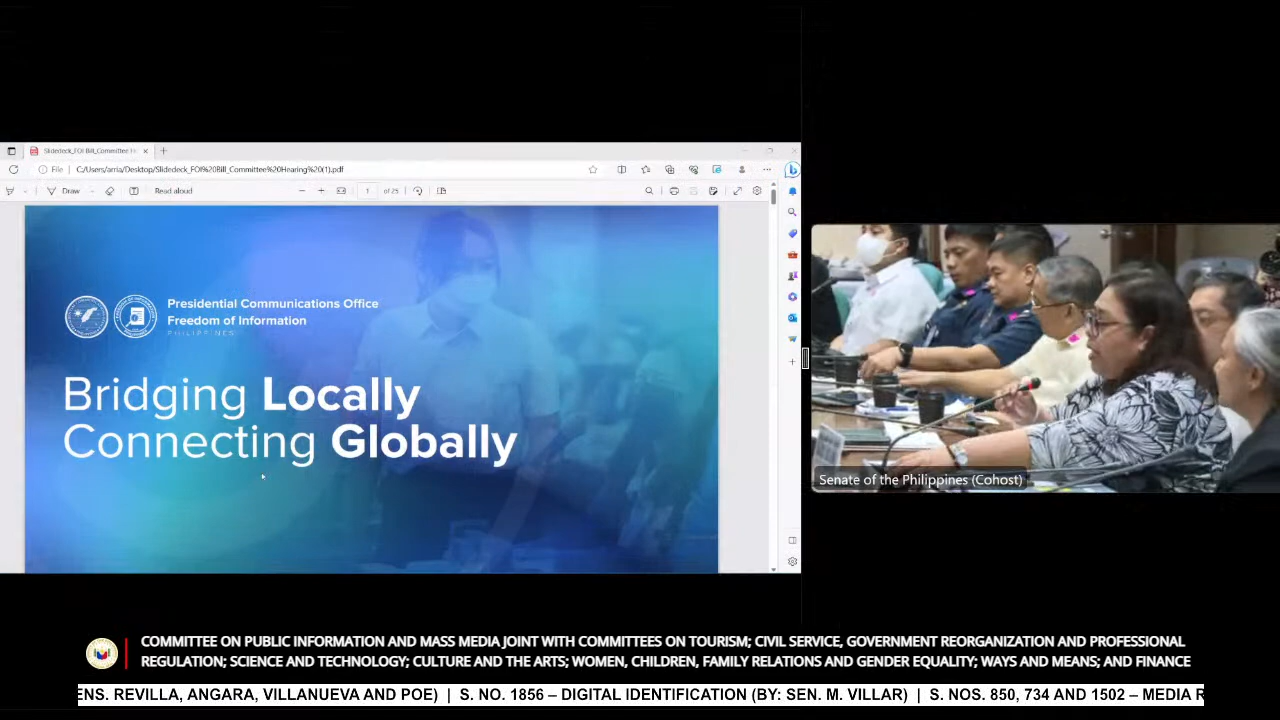 Slidedeck_FOI Bill_Committee He
File
C:/Users/arria/Desktop/Slidedeck_FOI%20Bill_Committee%20Hearing%20(1).pdf
Draw
Read aloud
1
of 25
Presidential Communications Office
Freedom of Information
PHILIPPINES
Bridging Locally
Connecting Globally
Senate of the Philippines (Cohost)
COMMITTEE ON PUBLIC INFORMATION AND MASS MEDIA JOINT WITH COMMITTEES ON TOURISM; CIVIL SERVICE, GOVERNMENT REORGANIZATION AND PROFESSIONAL
REGULATION; SCIENCE AND TECHNOLOGY; CULTURE AND THE ARTS; WOMEN, CHILDREN, FAMILY RELATIONS AND GENDER EQUALITY; WAYS AND MEANS; AND FINANCE
ENS. REVILLA, ANGARA, VILLANUEVA AND POE) | S. NO. 1856 – DIGITAL IDENTIFICATION (BY: SEN. M. VILLAR) | S. NOS. 850, 734 AND 1502 – MEDIA R